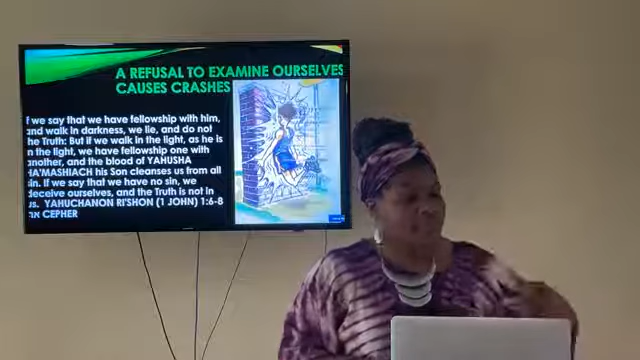 A REFUSAL TO EXAMINE OURSELVES
CAUSES CRASHES
f we say that we have fellowship with him,
and walk in darkness, we lie, and do not
he Truth: But if we walk in the light, as he is
n the light, we have fellowship one with
another, and the blood of YAHUSHA
HA'MASHIACH his Son cleanses us from all
in. If we say that we have no sin, we
deceive ourselves, and the Truth is not in
us. YAHUCHANON RI'SHON (1 JOHN) 1:6-8
את CEPHER